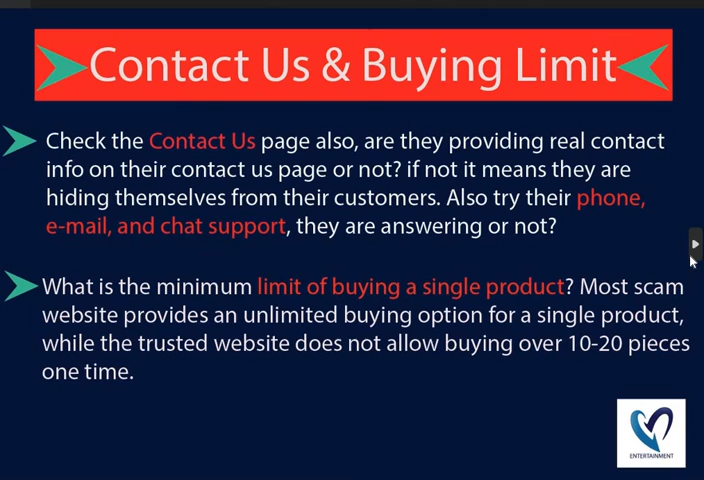 Contact Us & Buying Limit
Check the Contact Us page also, are they providing real contact
info on their contact us page or not? if not it means they are
hiding themselves from their customers. Also try their phone,
e-mail, and chat support, they are answering or not?
What is the minimum limit of buying a single product? Most scam
website provides an unlimited buying option for a single product,
while the trusted website does not allow buying over 10-20 pieces
one time.
ENTERTAINMENT